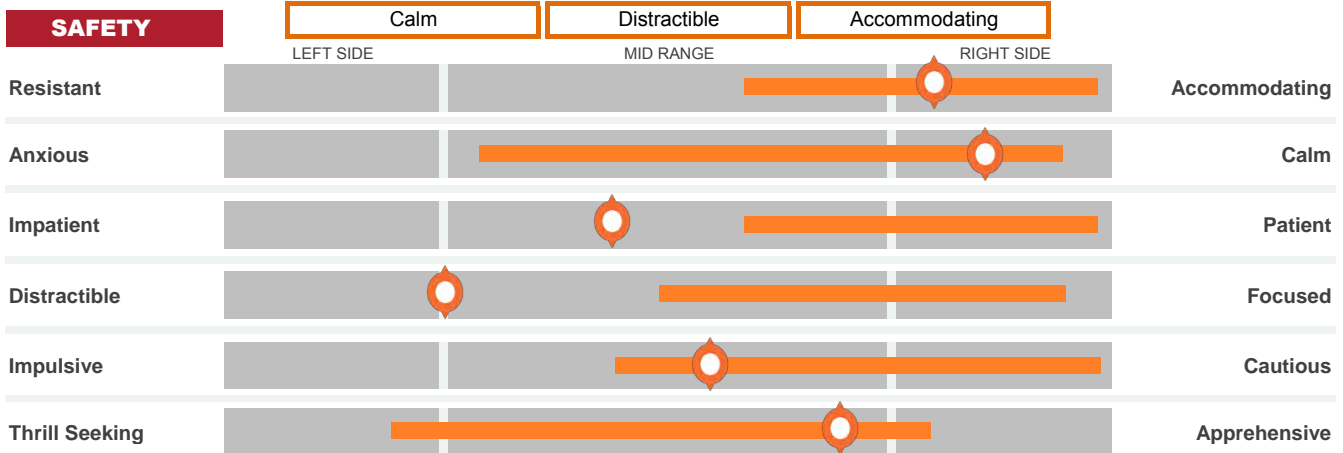 SAFETY Calm Distractible Accommodating
LEFT SIDE MID RANGE RIGHT SIDE
Resistant Accommodating
Anxious Calm
Impatient Patient
Distractible Focused
Impulsive Cautious
Thrill Seeking Apprehensive